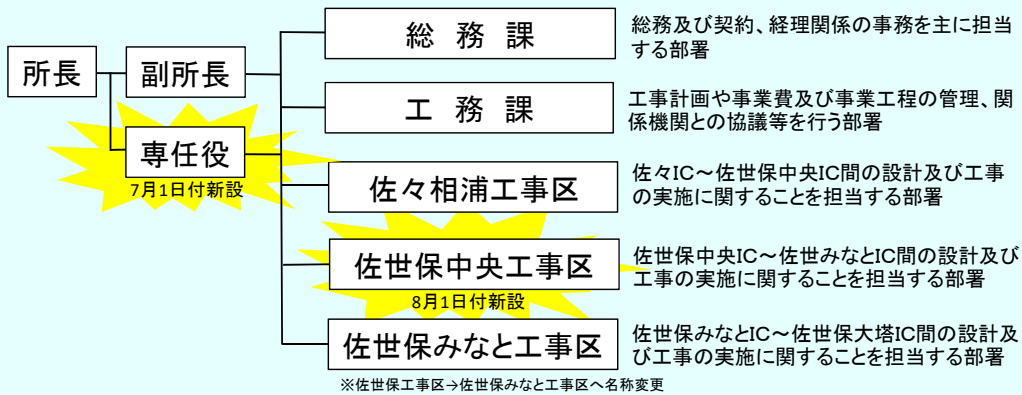 所長
副所長
専任役
7月1日付新設
総務課
総務及び契約、経理関係の事務を主に担当
する部署
工務課
工事計画や事業費及び事業工程の管理、関
係機関との協議等を行う部署
佐々相浦工事区
佐々IC～佐世保中央IC間の設計及び工事
の実施に関することを担当する部署
佐世保中央工事区
8月1日付新設
佐世保中央IC～佐世みなとIC間の設計及び
工事の実施に関することを担当する部署
佐世保みなと工事区
佐世保みなとIC～佐世保大塔IC間の設計及
び工事の実施に関することを担当する部署
※佐世保工事区→佐世保みなと工事区へ名称変更